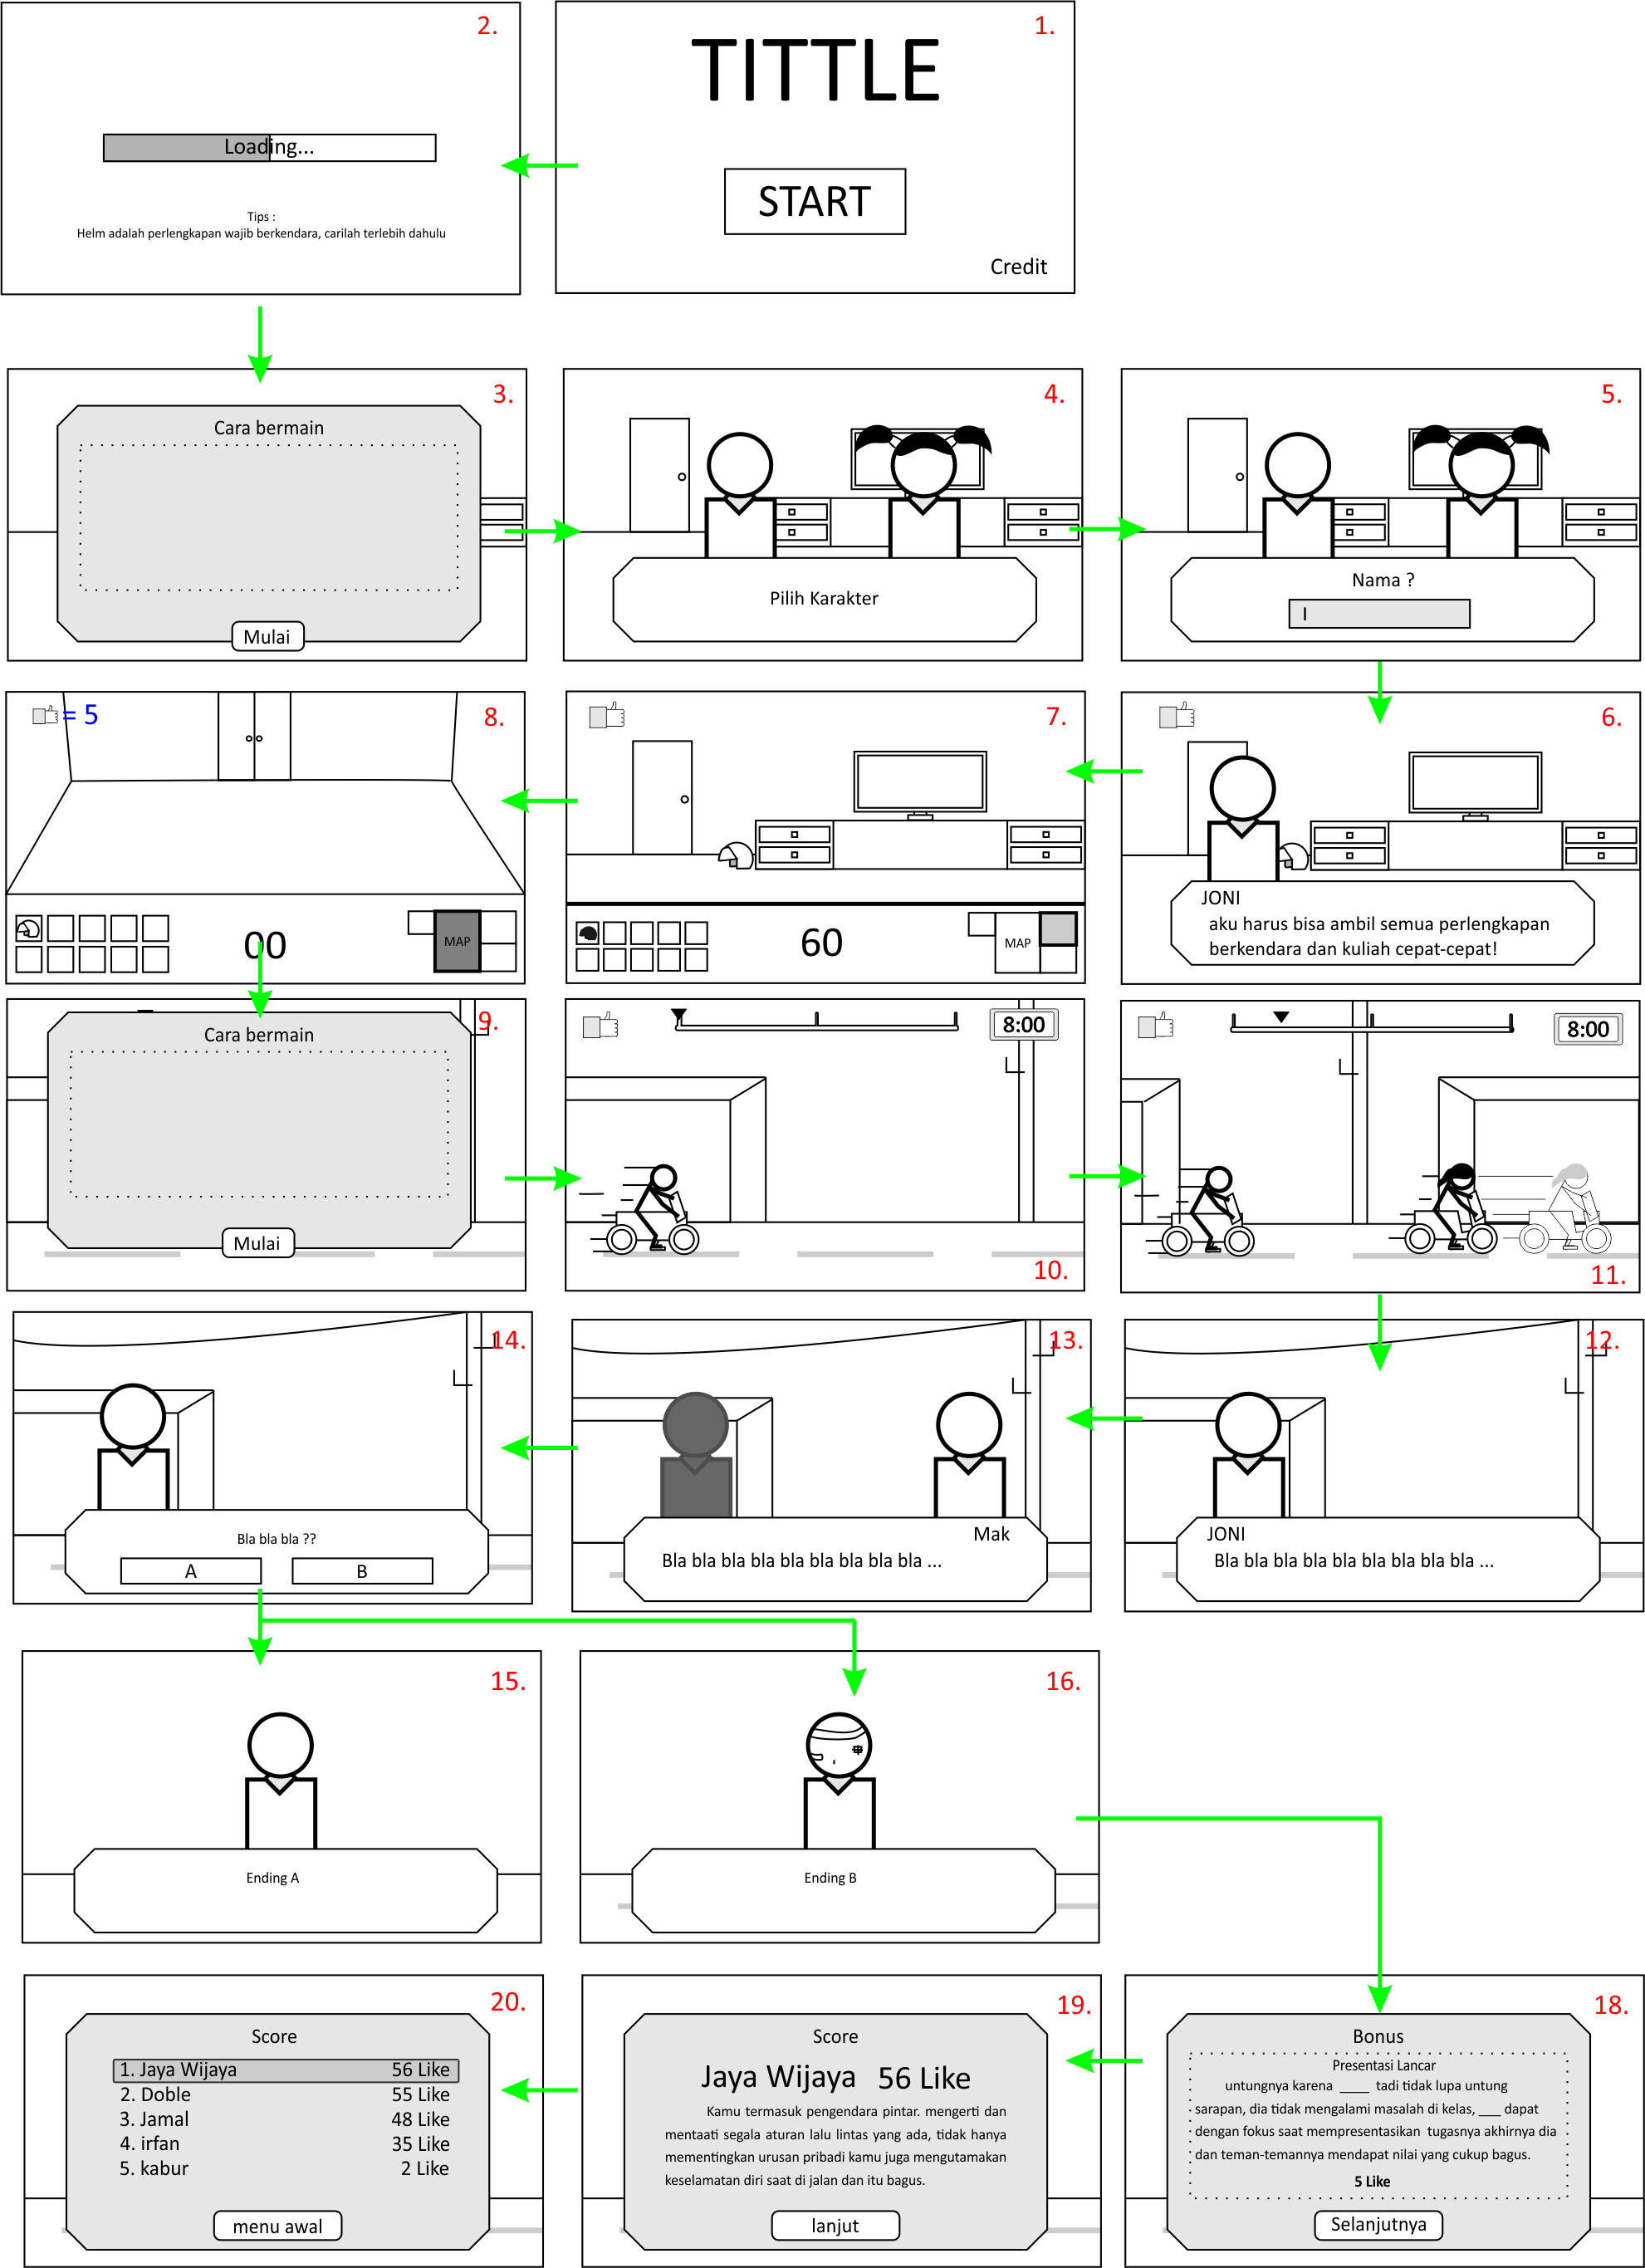 1.
TITTLE
START
Credit
2.
Loading...
Tips :
Helm adalah perlengkapan wajib berkendara, carilah terlebih dahulu
3.
Cara bermain
Mulai
4.
Pilih Karakter
5.
Nama ?
I
6.
JONI
aku harus bisa ambil semua perlengkapan
berkendara dan kuliah cepat-cepat!
7.
60
MAP
8.
= 5
00
MAP
9.
Cara bermain
Mulai
8:00
10.
8:00
11.
12.
JONI
Bla bla bla bla bla bla bla bla bla ...
13.
Mak
Bla bla bla bla bla bla bla bla bla ...
14.
Bla bla bla ??
A B
15.
Ending A
16.
Ending B
18.
Bonus
Presentasi Lancar
untungnya karena ____ tadi tidak lupa untung
sarapan, dia tidak mengalami masalah di kelas, ___ dapat
dengan fokus saat mempresentasikan tugasnya akhirnya dia
dan teman-temannya mendapat nilai yang cukup bagus.
5 Like
Selanjutnya
19.
Score
Jaya Wijaya 56 Like
Kamu termasuk pengendara pintar. mengerti dan
mentaati segala aturan lalu lintas yang ada, tidak hanya
mementingkan urusan pribadi kamu juga mengutamakan
keselamatan diri saat di jalan dan itu bagus.
lanjut
20.
Score
1. Jaya Wijaya 56 Like
2. Doble 55 Like
3. Jamal 48 Like
4. irfan 35 Like
5. kabur 2 Like
menu awal